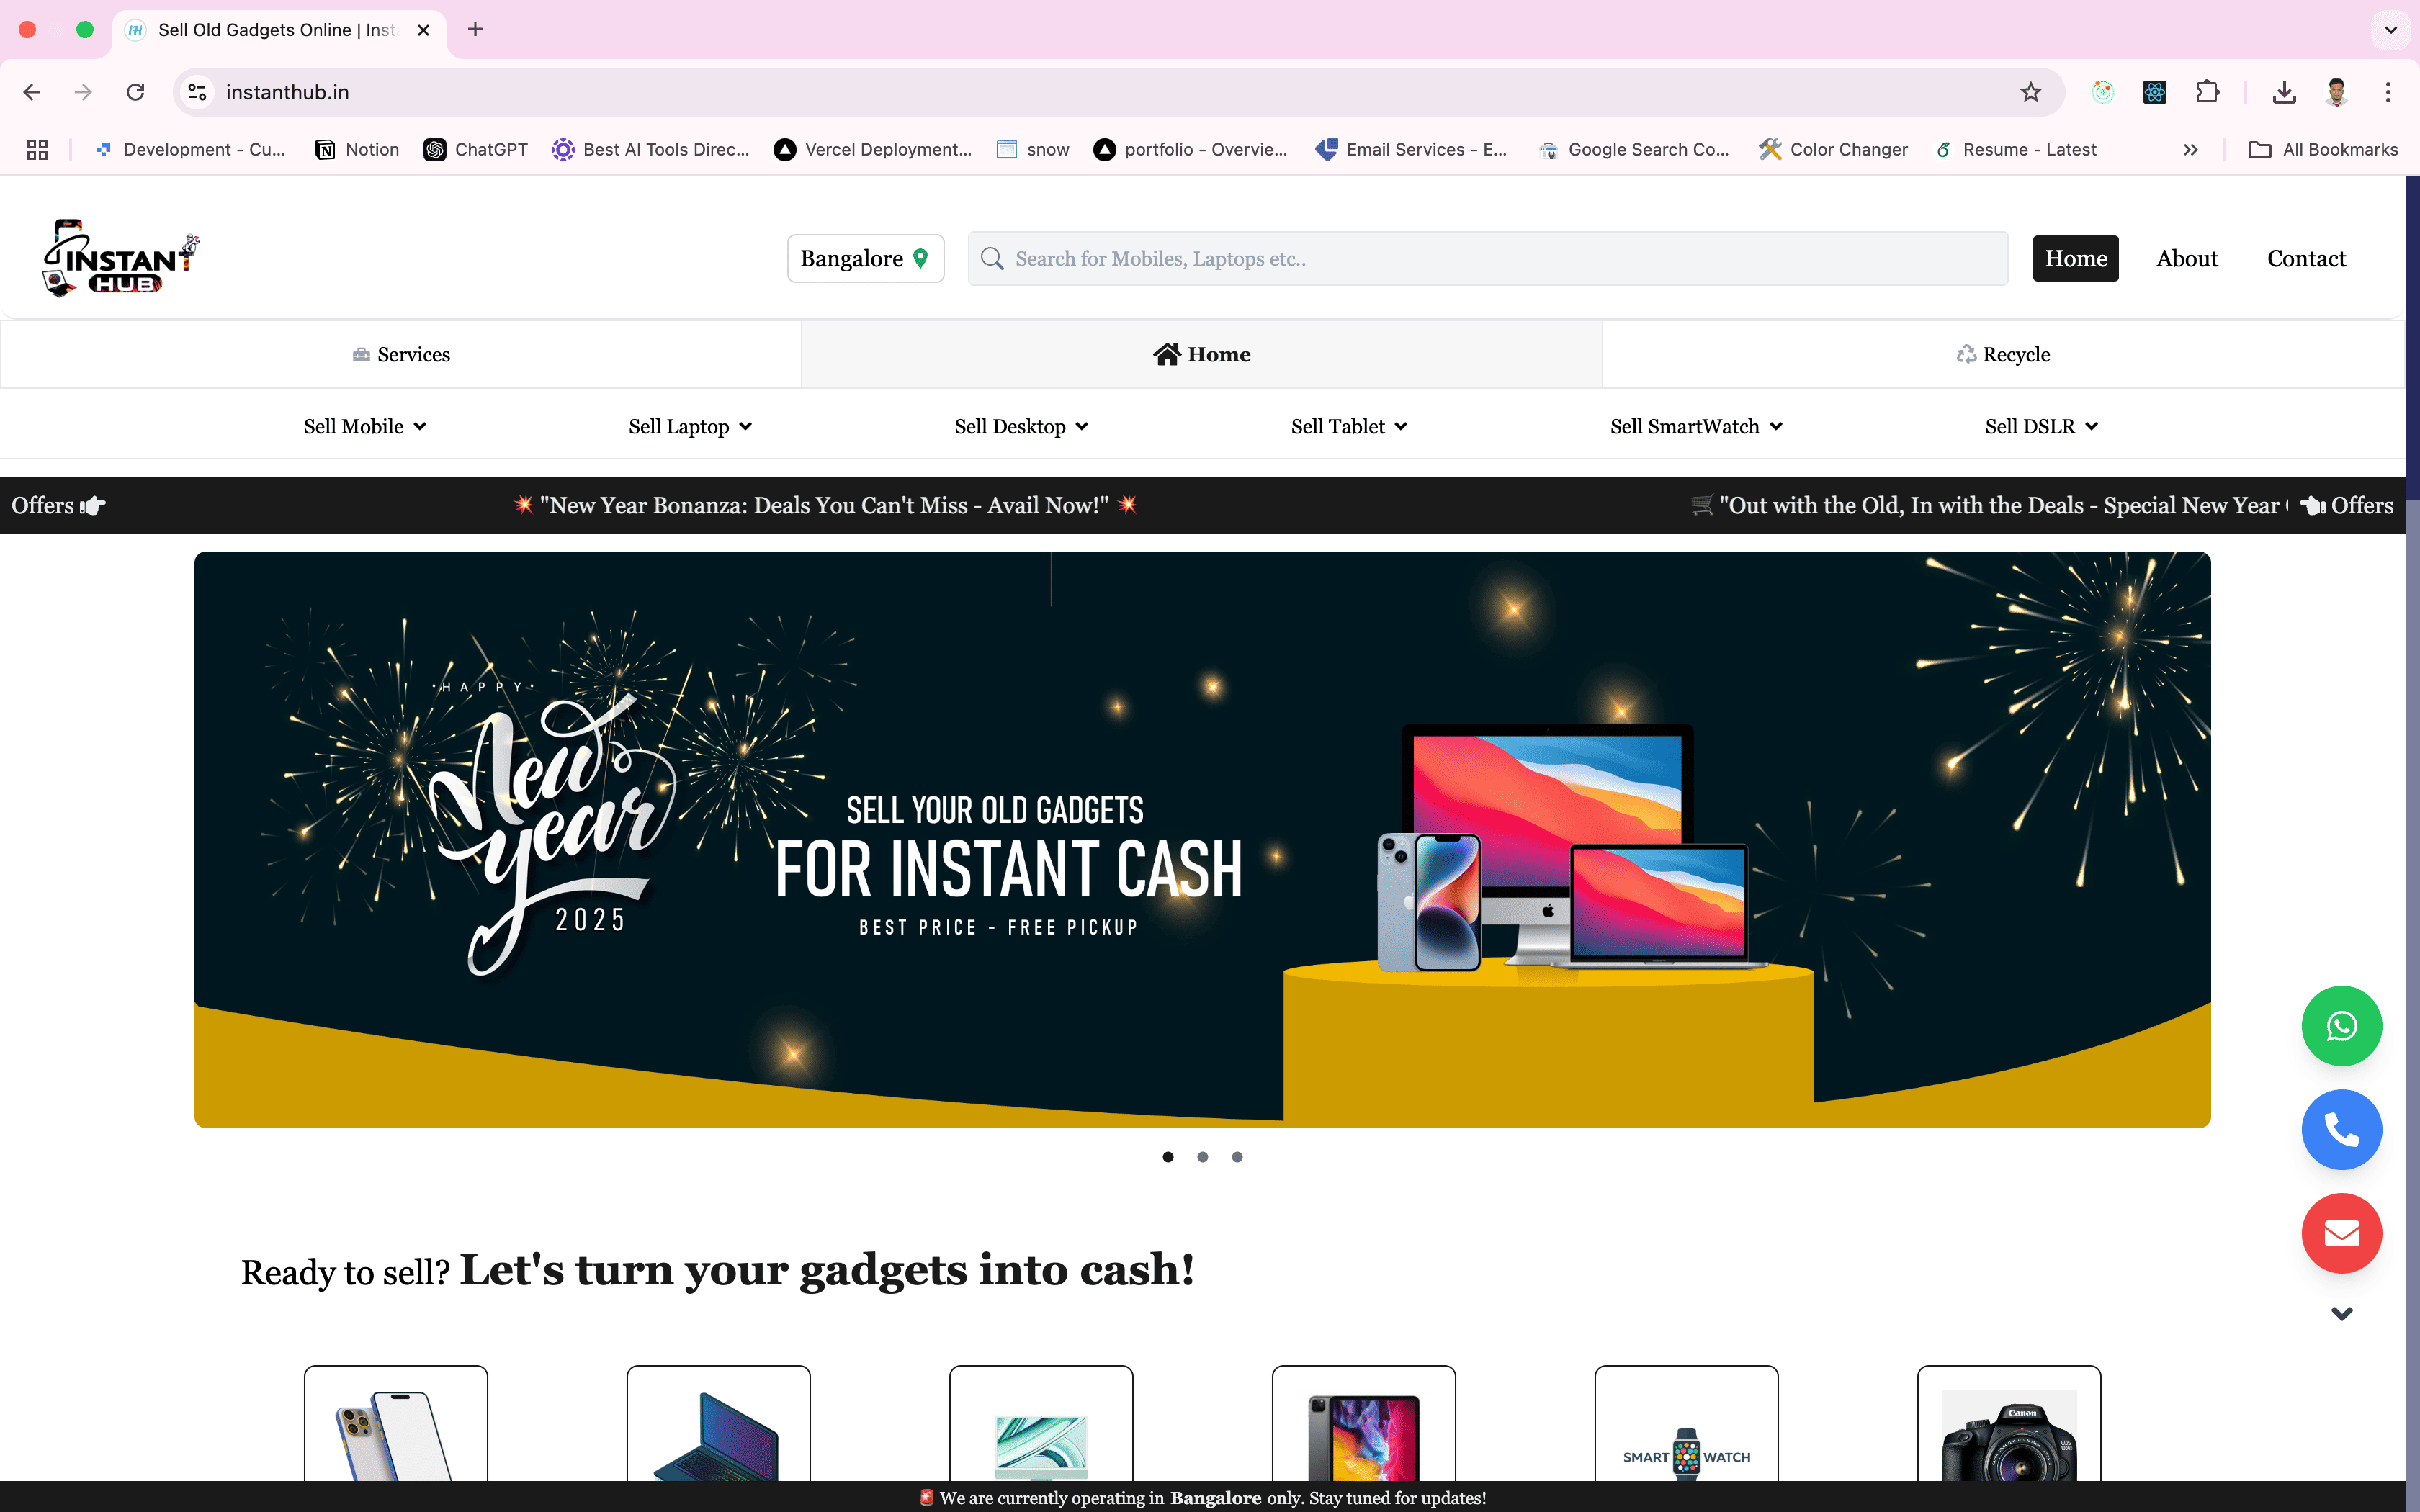 Sell Old Gadgets Online | Inst
instanthub.in
Development - Cu... Notion ChatGPT Best AI Tools Direc... Vercel Deployment... snow portfolio - Overvie... Email Services - E... Google Search Co... Color Changer Resume - Latest All Bookmarks
INSTANT
HUB
Bangalore
Search for Mobiles, Laptops etc..
Home About Contact
Services Home Recycle
Sell Mobile Sell Laptop Sell Desktop Sell Tablet Sell SmartWatch Sell DSLR
Offers 💥 "New Year Bonanza: Deals You Can't Miss - Avail Now!" 💥 🛒 "Out with the Old, In with the Deals - Special New Year Offers
HAPPY
New
year
2025
SELL YOUR OLD GADGETS
FOR INSTANT CASH
BEST PRICE - FREE PICKUP
Ready to sell? Let's turn your gadgets into cash!
SMART WATCH
Canon
🚨 We are currently operating in Bangalore only. Stay tuned for updates!